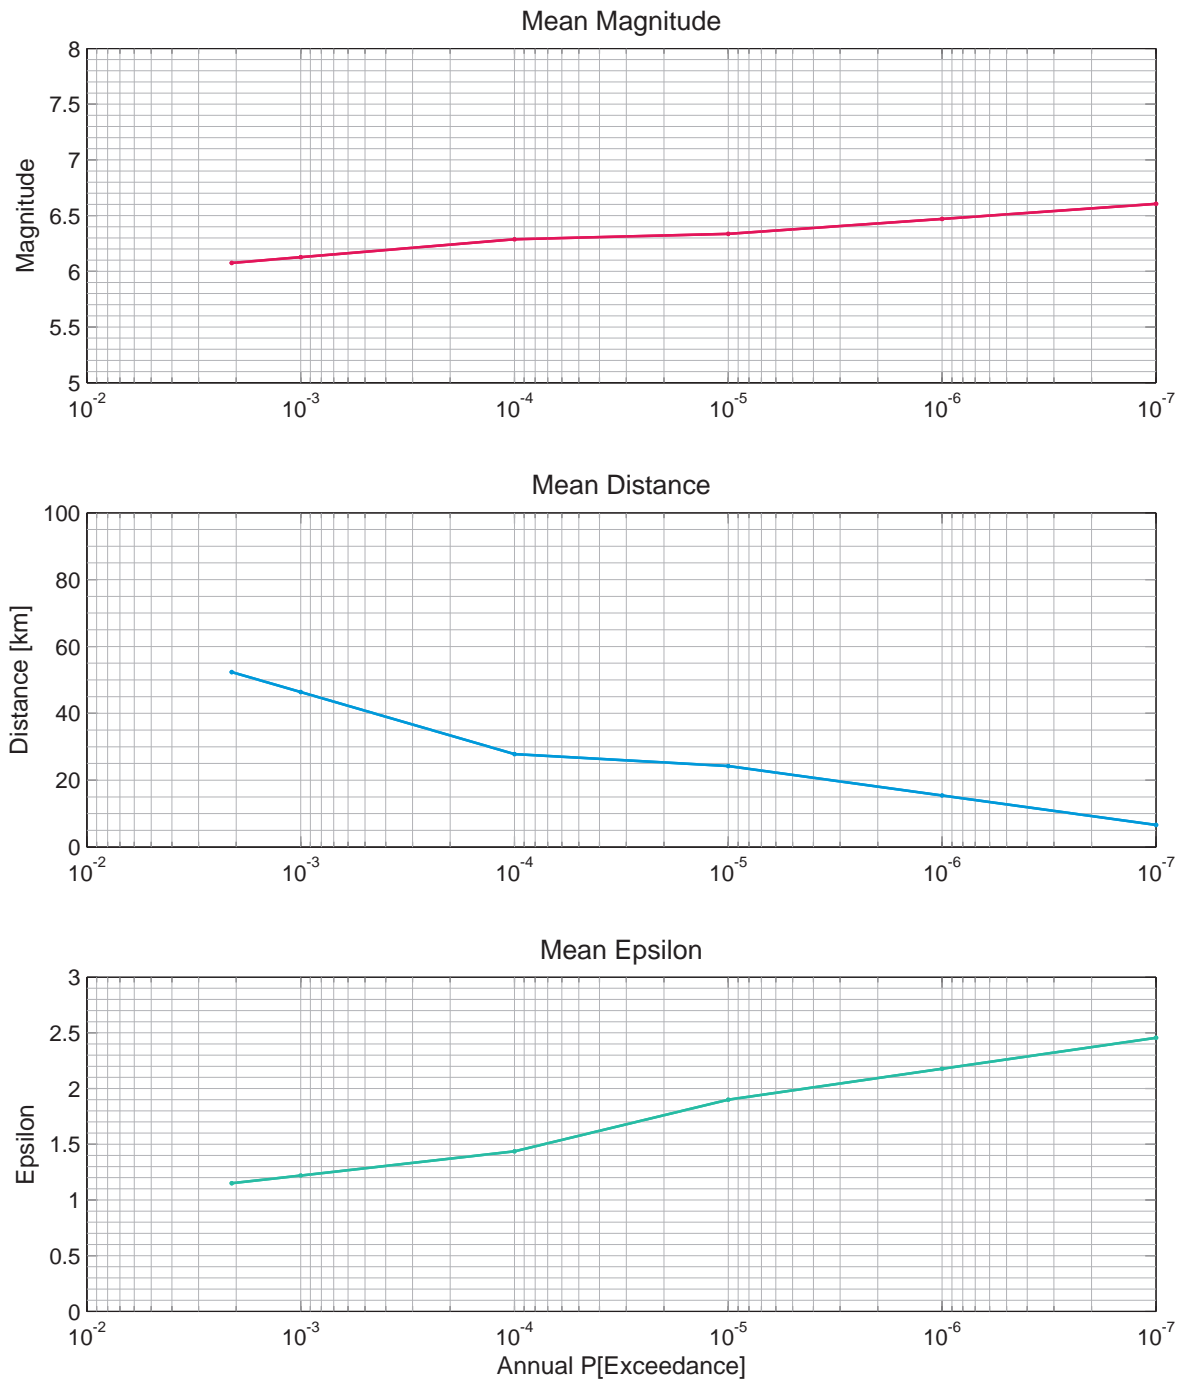 Mean Magnitude
8
7.5
7
6.5
6
5.5
5
Magnitude
10^-2 10^-3 10^-4 10^-5 10^-6 10^-7
Mean Distance
100
80
60
40
20
0
Distance [km]
10^-2 10^-3 10^-4 10^-5 10^-6 10^-7
Mean Epsilon
3
2.5
2
1.5
1
0.5
0
Epsilon
10^-2 10^-3 10^-4 10^-5 10^-6 10^-7
Annual P[Exceedance]